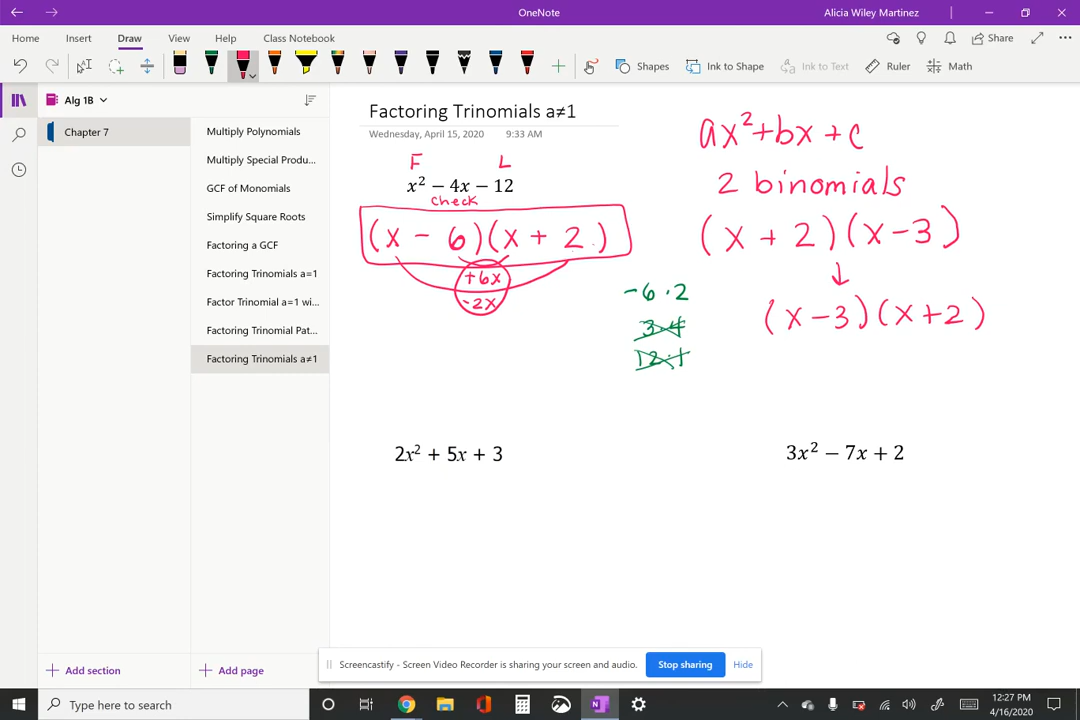 OneNote
Alicia Wiley Martinez
Home Insert Draw View Help Class Notebook
Share
Shapes Ink to Shape Ink to Text Ruler Math
Alg 1B
Chapter 7
Multiply Polynomials
Multiply Special Produ...
GCF of Monomials
Simplify Square Roots
Factoring a GCF
Factoring Trinomials a=1
Factor Trinomial a=1 wi...
Factoring Trinomial Pat...
Factoring Trinomials a≠1
Add section
Add page
Factoring Trinomials a≠1
Wednesday, April 15, 2020 9:33 AM
F L
x² − 4x − 12
check
(x − 6)(x + 2)
+6x
-2x
-6·2
3·4
12·1
ax²+bx+c
2 binomials
(x + 2)(x−3)
↓
(x−3)(x+2)
2x² + 5x + 3
3x² − 7x + 2
Screencastify - Screen Video Recorder is sharing your screen and audio.
Stop sharing
Hide
Type here to search
12:27 PM
4/16/2020